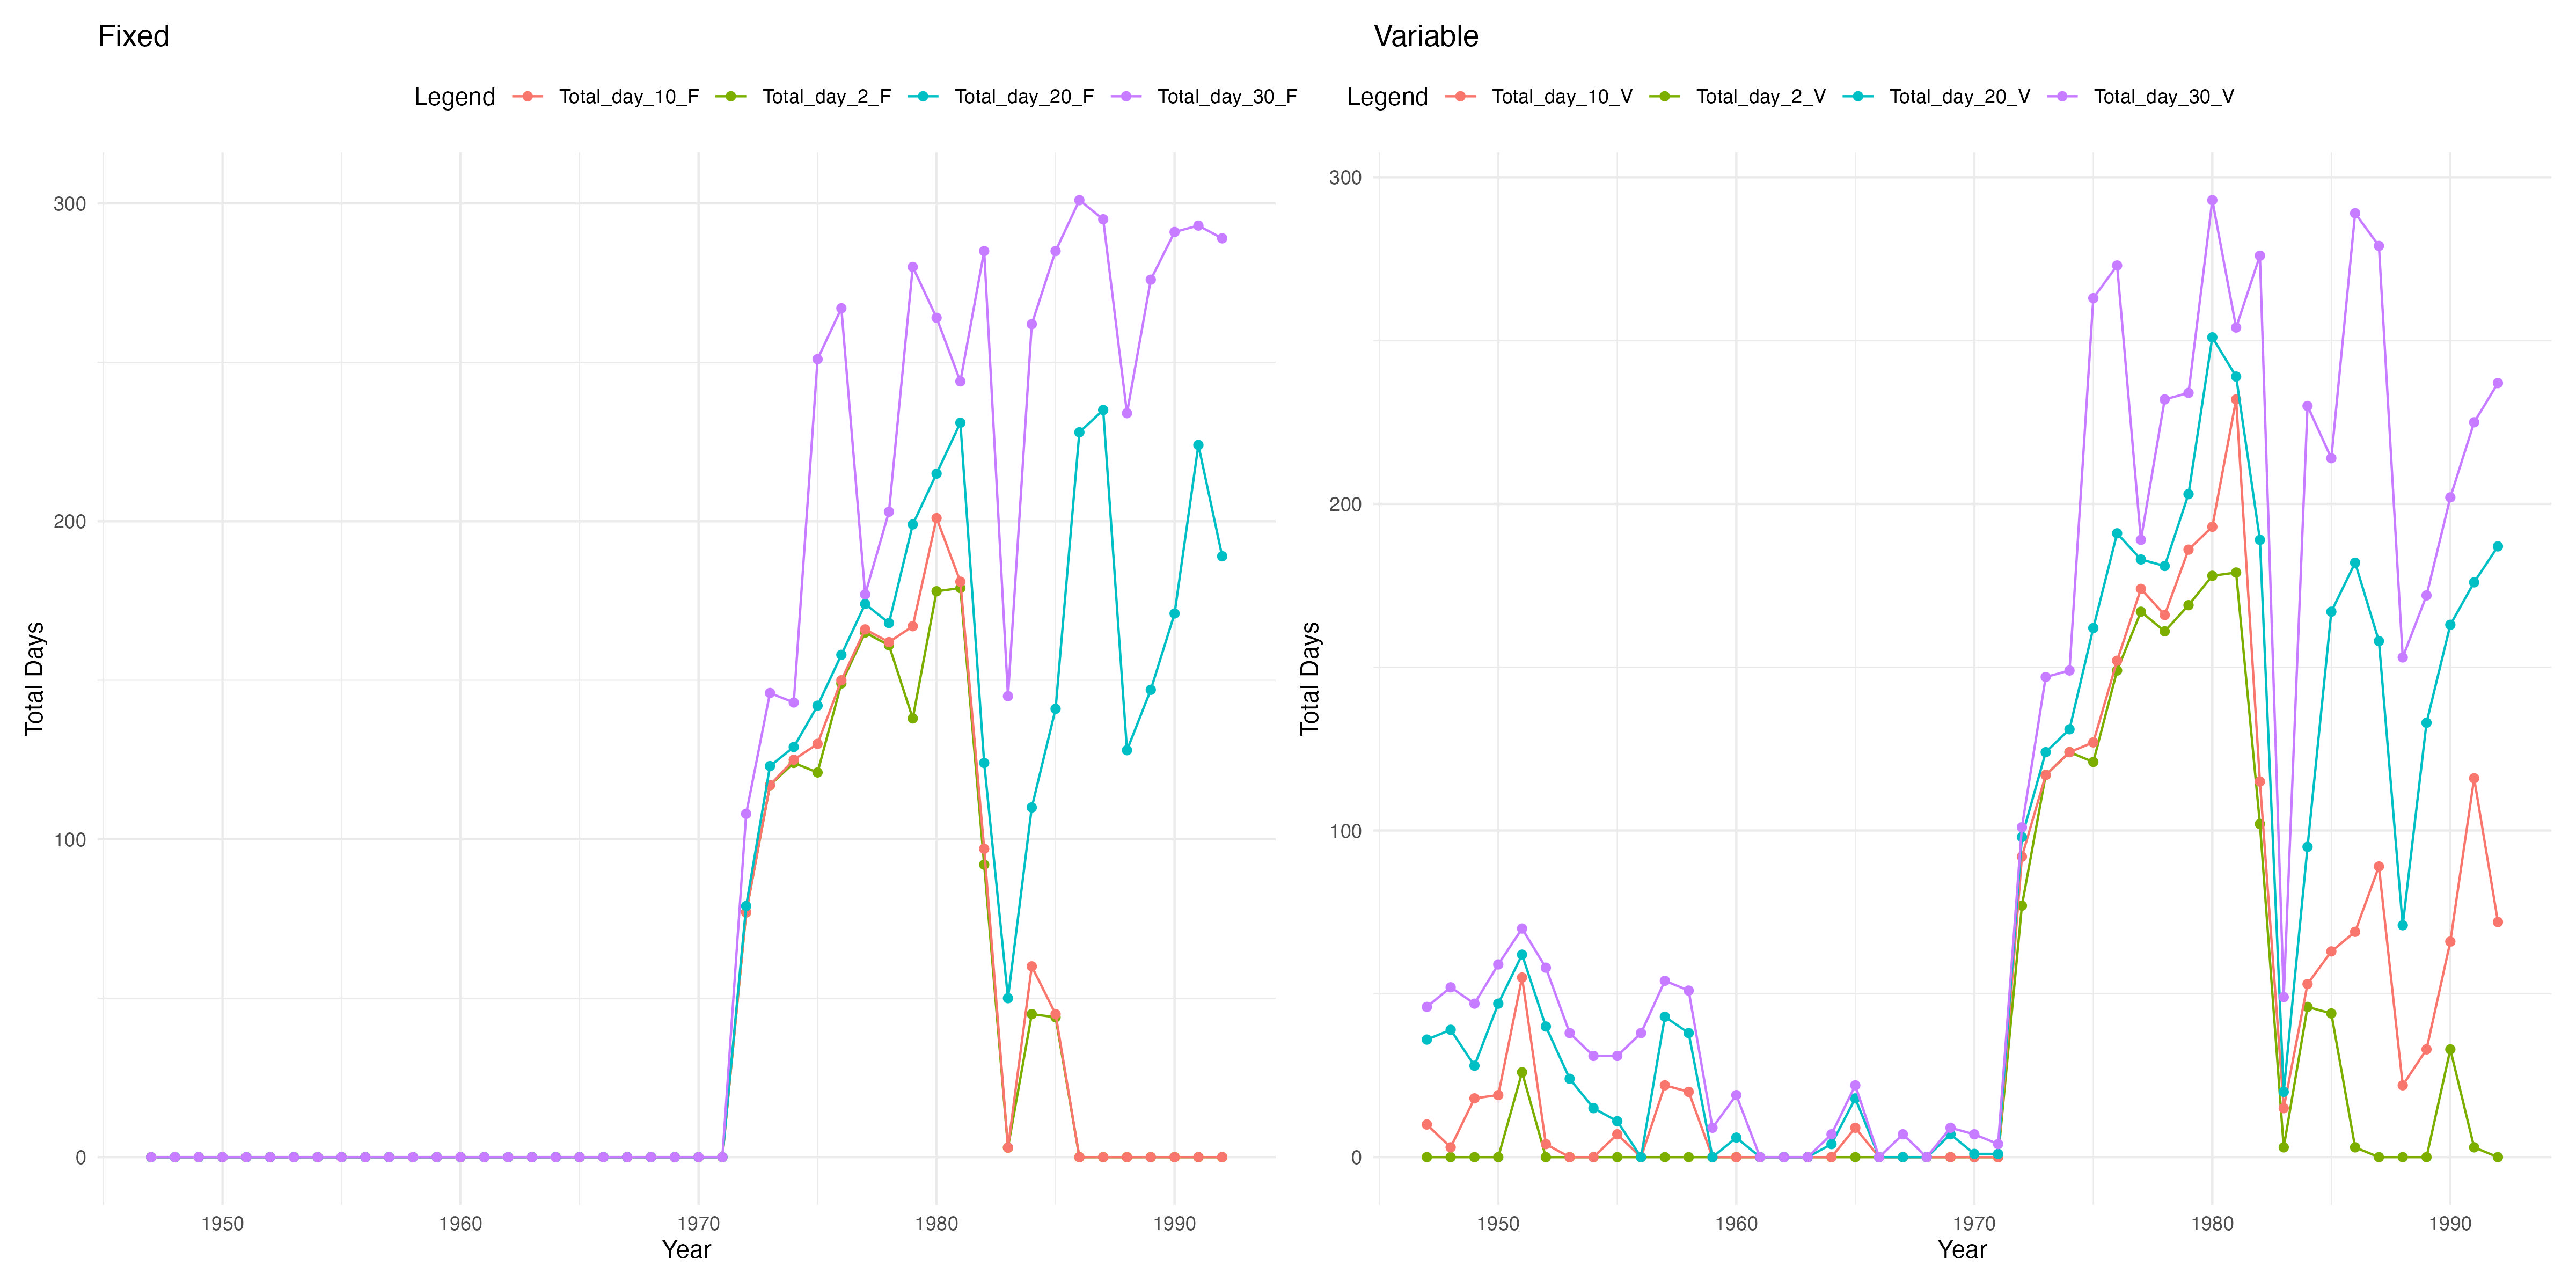 Fixed
Legend Total_day_10_F Total_day_2_F Total_day_20_F Total_day_30_F
300
200
100
0
Total Days
1950 1960 1970 1980 1990
Year
Variable
Legend Total_day_10_V Total_day_2_V Total_day_20_V Total_day_30_V
300
200
100
0
Total Days
1950 1960 1970 1980 1990
Year